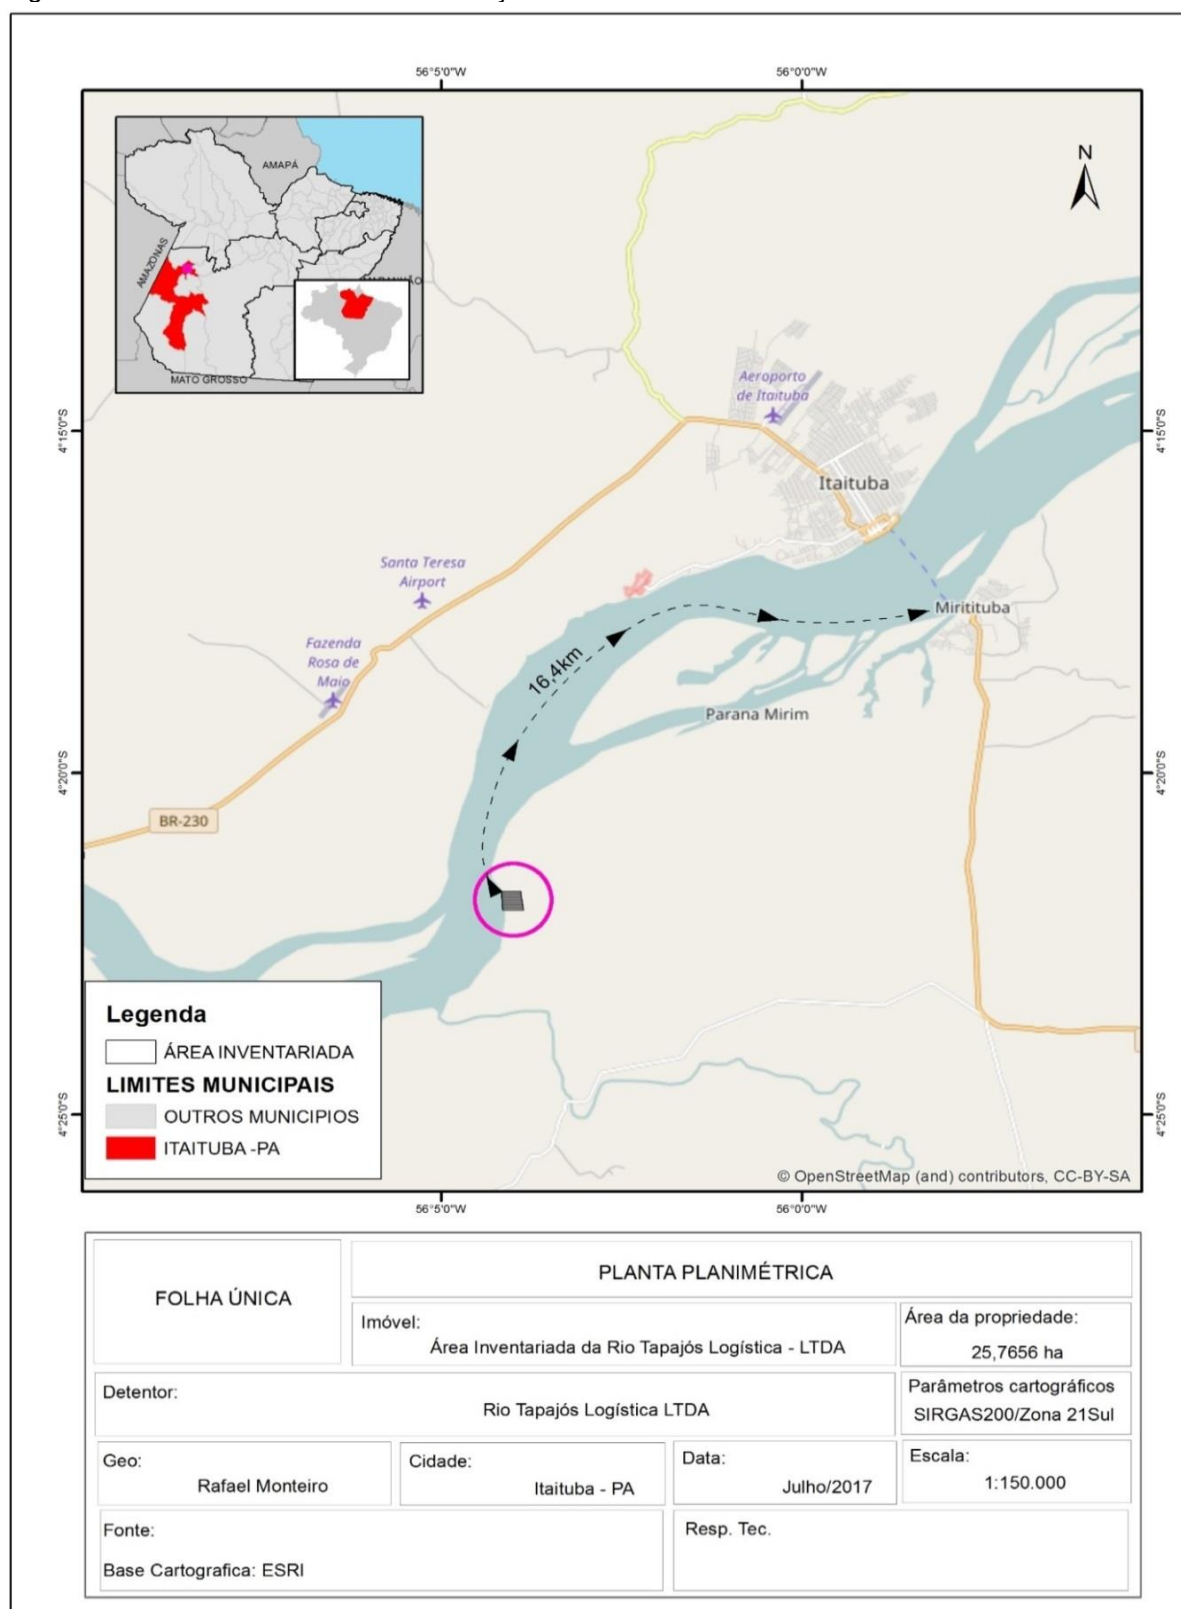 56°5'0"W
56°0'0"W
N
AMAPÁ
AMAZONAS
MATO GROSSO
4°15'0"S
4°15'0"S
Aeroporto
de Itaituba
Itaituba
Santa Teresa
Airport
Miritituba
Fazenda
Rosa de
Maio
16,4km
Parana Mirim
4°20'0"S
4°20'0"S
BR-230
Legenda
ÁREA INVENTARIADA
LIMITES MUNICIPAIS
OUTROS MUNICIPIOS
ITAITUBA -PA
4°25'0"S
4°25'0"S
© OpenStreetMap (and) contributors, CC-BY-SA
56°5'0"W
56°0'0"W
FOLHA ÚNICA
PLANTA PLANIMÉTRICA
Imóvel:
Área Inventariada da Rio Tapajós Logística - LTDA
Área da propriedade:
25,7656 ha
Detentor:
Rio Tapajós Logística LTDA
Parâmetros cartográficos
SIRGAS200/Zona 21Sul
Geo:
Rafael Monteiro
Cidade:
Itaituba - PA
Data:
Julho/2017
Escala:
1:150.000
Fonte:
Base Cartografica: ESRI
Resp. Tec.